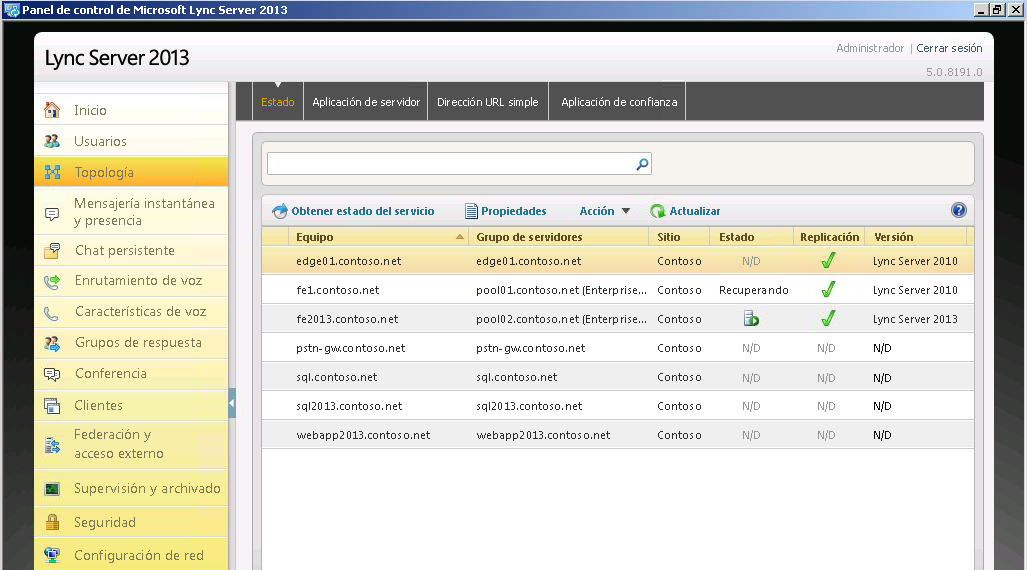 Panel de control de Microsoft Lync Server 2013
Lync Server 2013
Administrador | Cerrar sesión
5.0.8191.0
Inicio
Usuarios
Topología
Mensajería instantánea
y presencia
Chat persistente
Enrutamiento de voz
Características de voz
Grupos de respuesta
Conferencia
Clientes
Federación y
acceso externo
Supervisión y archivado
Seguridad
Configuración de red
Estado Aplicación de servidor Dirección URL simple Aplicación de confianza
Obtener estado del servicio Propiedades Acción Actualizar
Equipo Grupo de servidores Sitio Estado Replicación Versión
edge01.contoso.net edge01.contoso.net Contoso N/D Lync Server 2010
fe1.contoso.net pool01.contoso.net (Enterprise... Contoso Recuperando Lync Server 2010
fe2013.contoso.net pool02.contoso.net (Enterprise... Contoso Lync Server 2013
pstn-gw.contoso.net pstn-gw.contoso.net Contoso N/D N/D N/D
sql.contoso.net sql.contoso.net Contoso N/D N/D N/D
sql2013.contoso.net sql2013.contoso.net Contoso N/D N/D N/D
webapp2013.contoso.net webapp2013.contoso.net Contoso N/D N/D N/D